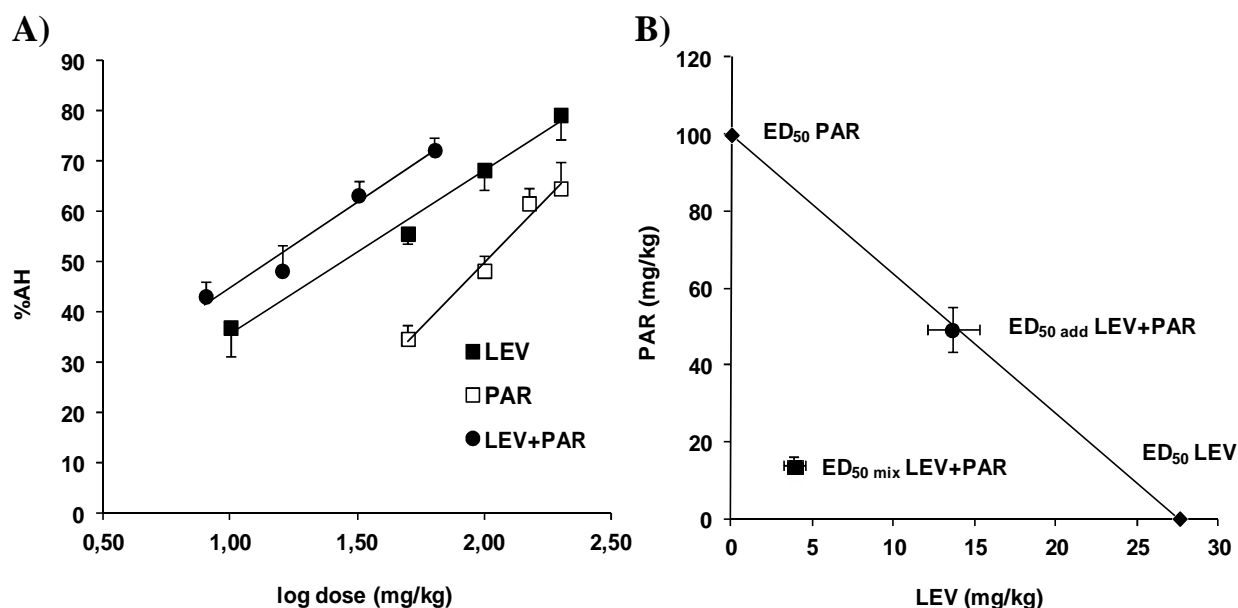 A)
90
80
70
60
50
40
30
20
10
0
%AH
0,50
1,00
1,50
2,00
2,50
log dose (mg/kg)
LEV
PAR
LEV+PAR
B)
120
100
80
60
40
20
0
PAR (mg/kg)
ED50 PAR
ED50 add LEV+PAR
ED50 LEV
ED50 mix LEV+PAR
0
5
10
15
20
25
30
LEV (mg/kg)